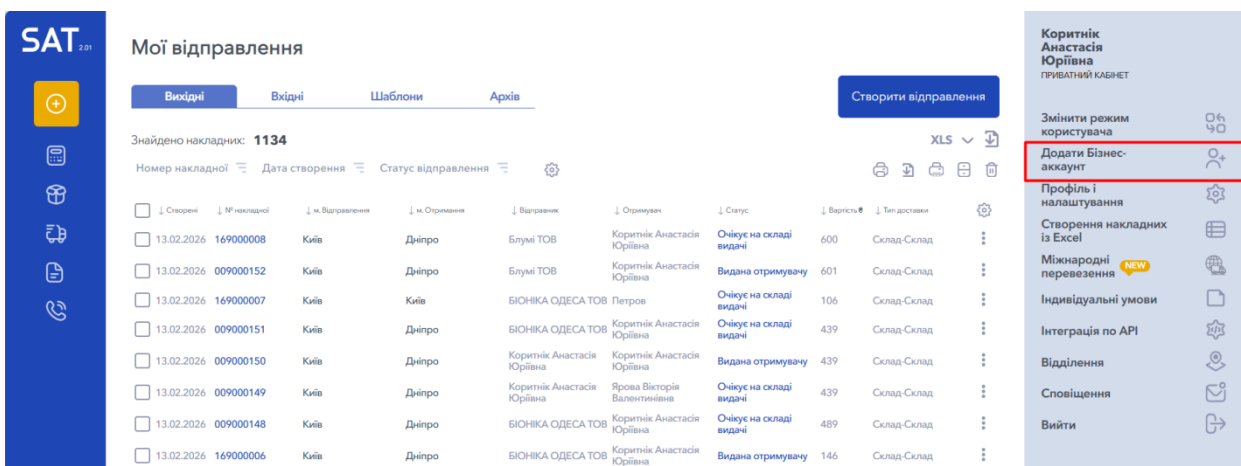 SAT 2.01
Мої відправлення
Вихідні Вхідні Шаблони Архів
Створити відправлення
Знайдено накладних: 1134
XLS
Номер накладної Дата створення Статус відправлення
↓ Створені ↓ № накладної ↓ м. Відправлення ↓ м. Отримання ↓ Відправник ↓ Отримувач ↓ Статус ↓ Вартість ₴ ↓ Тип доставки
13.02.2026 169000008 Київ Дніпро Блумі ТОВ Коритнік Анастасія Юріївна Очікує на складі видачі 600 Склад-Склад
13.02.2026 009000152 Київ Дніпро Блумі ТОВ Коритнік Анастасія Юріївна Видана отримувачу 601 Склад-Склад
13.02.2026 169000007 Київ Київ БІОНІКА ОДЕСА ТОВ Петров Очікує на складі видачі 106 Склад-Склад
13.02.2026 009000151 Київ Дніпро БІОНІКА ОДЕСА ТОВ Коритнік Анастасія Юріївна Очікує на складі видачі 439 Склад-Склад
13.02.2026 009000150 Київ Дніпро Коритнік Анастасія Юріївна Коритнік Анастасія Юріївна Видана отримувачу 439 Склад-Склад
13.02.2026 009000149 Київ Дніпро Коритнік Анастасія Юріївна Ярова Вікторія Валентинівнв Очікує на складі видачі 439 Склад-Склад
13.02.2026 009000148 Київ Дніпро БІОНІКА ОДЕСА ТОВ Коритнік Анастасія Юріївна Очікує на складі видачі 489 Склад-Склад
13.02.2026 169000006 Київ Дніпро БІОНІКА ОДЕСА ТОВ Коритнік Анастасія Юріївна Видана отримувачу 146 Склад-Склад
Коритнік
Анастасія
Юріївна
ПРИВАТНИЙ КАБІНЕТ
Змінити режим
користувача
Додати Бізнес-
аккаунт
Профіль і
налаштування
Створення накладних
із Excel
Міжнародні
перевезення NEW
Індивідуальні умови
Інтеграція по API
Відділення
Сповіщення
Вийти